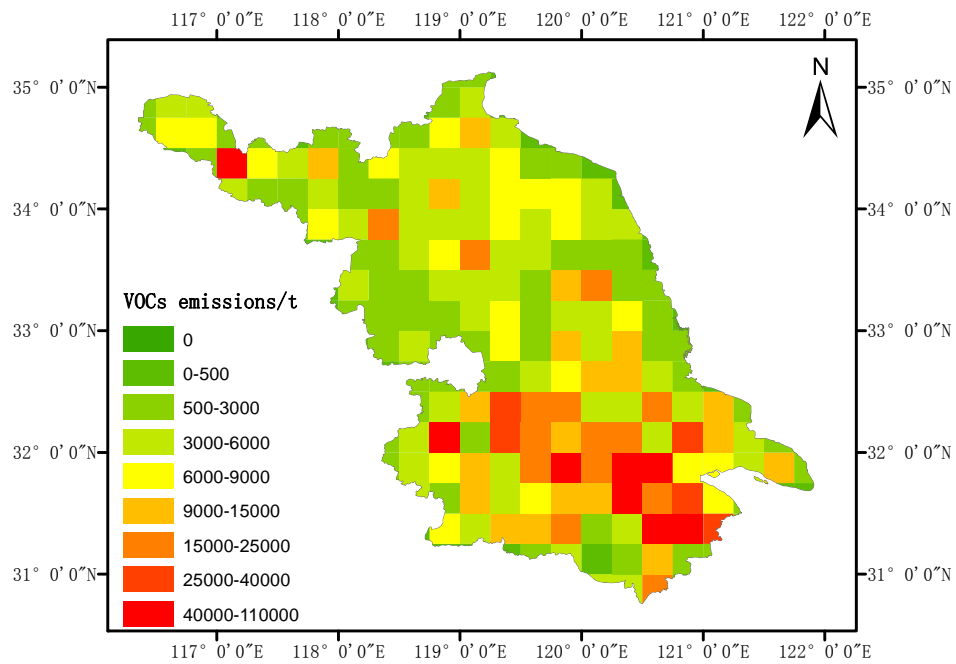 117° 0'0"E 118° 0'0"E 119° 0'0"E 120° 0'0"E 121° 0'0"E 122° 0'0"E
N
35° 0'0"N 35° 0'0"N
34° 0'0"N 34° 0'0"N
33° 0'0"N 33° 0'0"N
32° 0'0"N 32° 0'0"N
31° 0'0"N 31° 0'0"N
VOCs emissions/t
0
0-500
500-3000
3000-6000
6000-9000
9000-15000
15000-25000
25000-40000
40000-110000
117° 0'0"E 118° 0'0"E 119° 0'0"E 120° 0'0"E 121° 0'0"E 122° 0'0"E